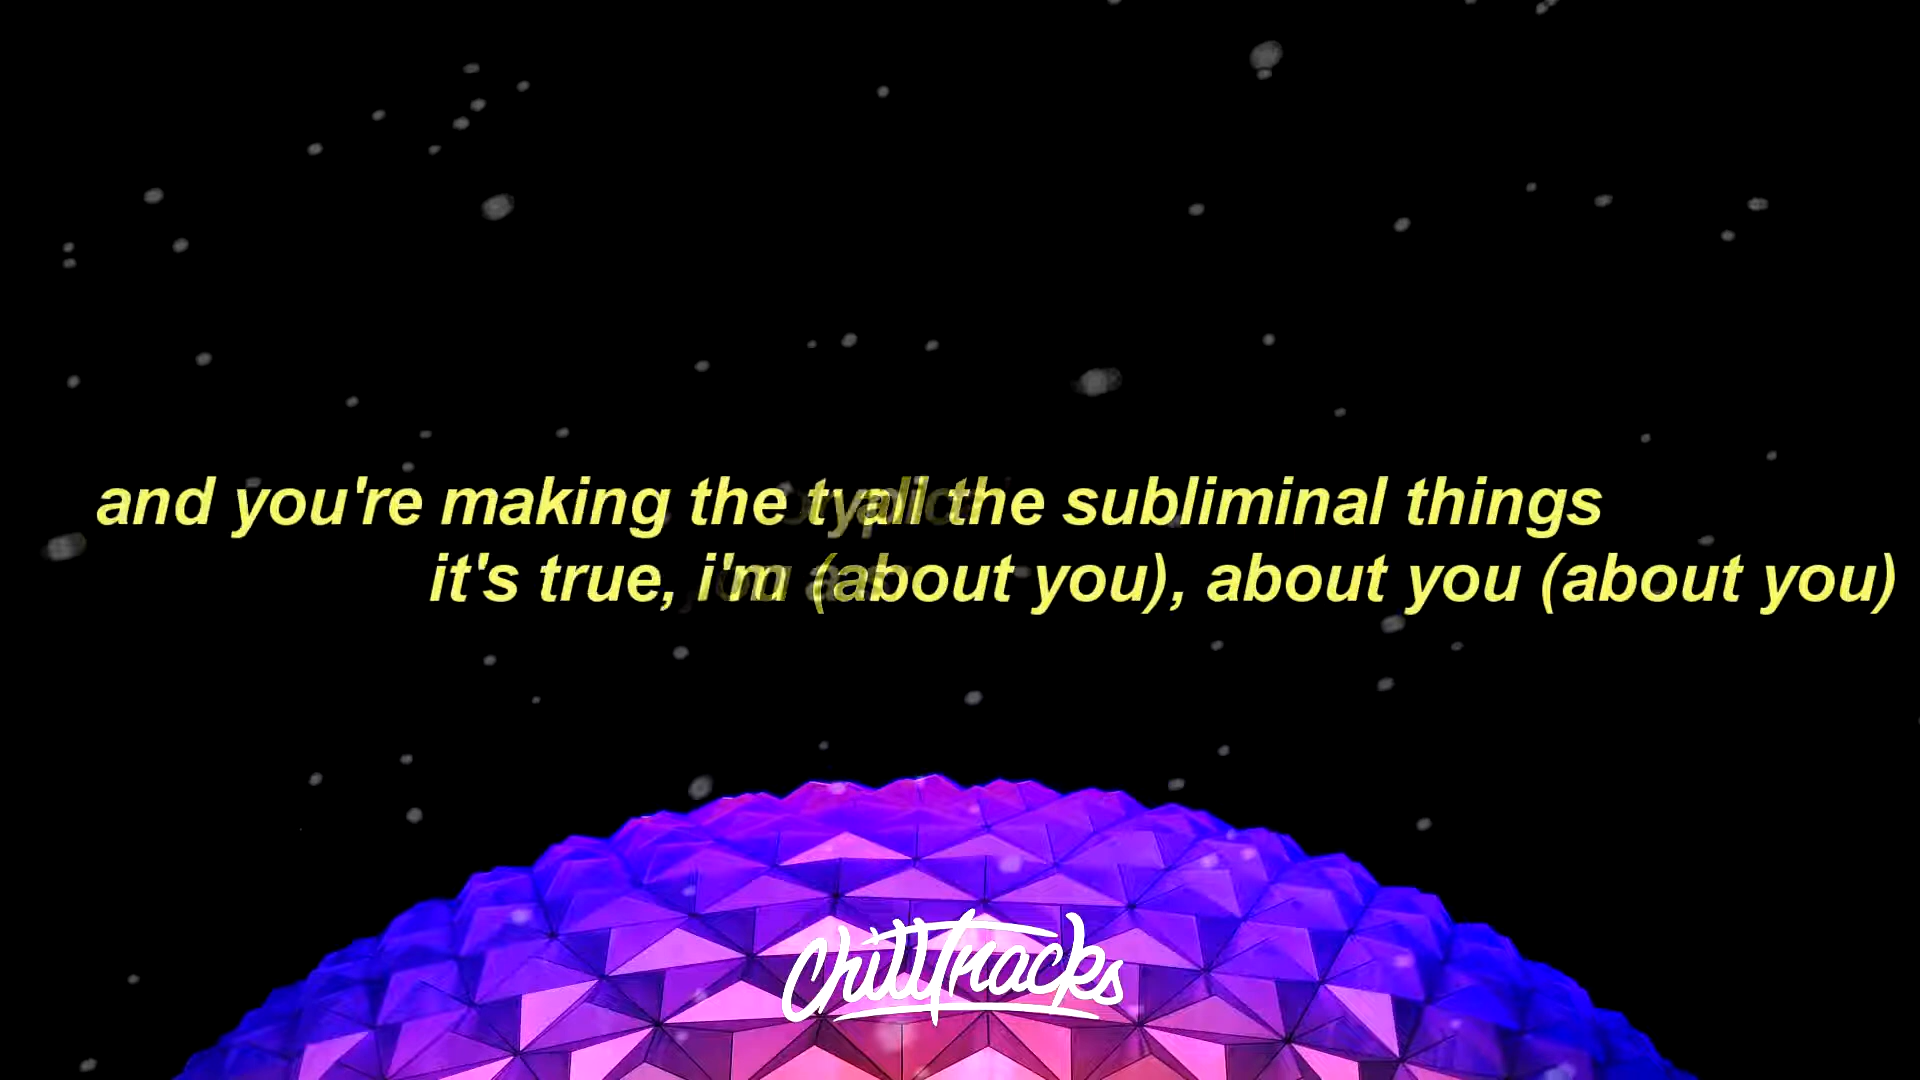 and you're making the all the subliminal things
it's true, i'm (about you), about you (about you)
ChillTracks